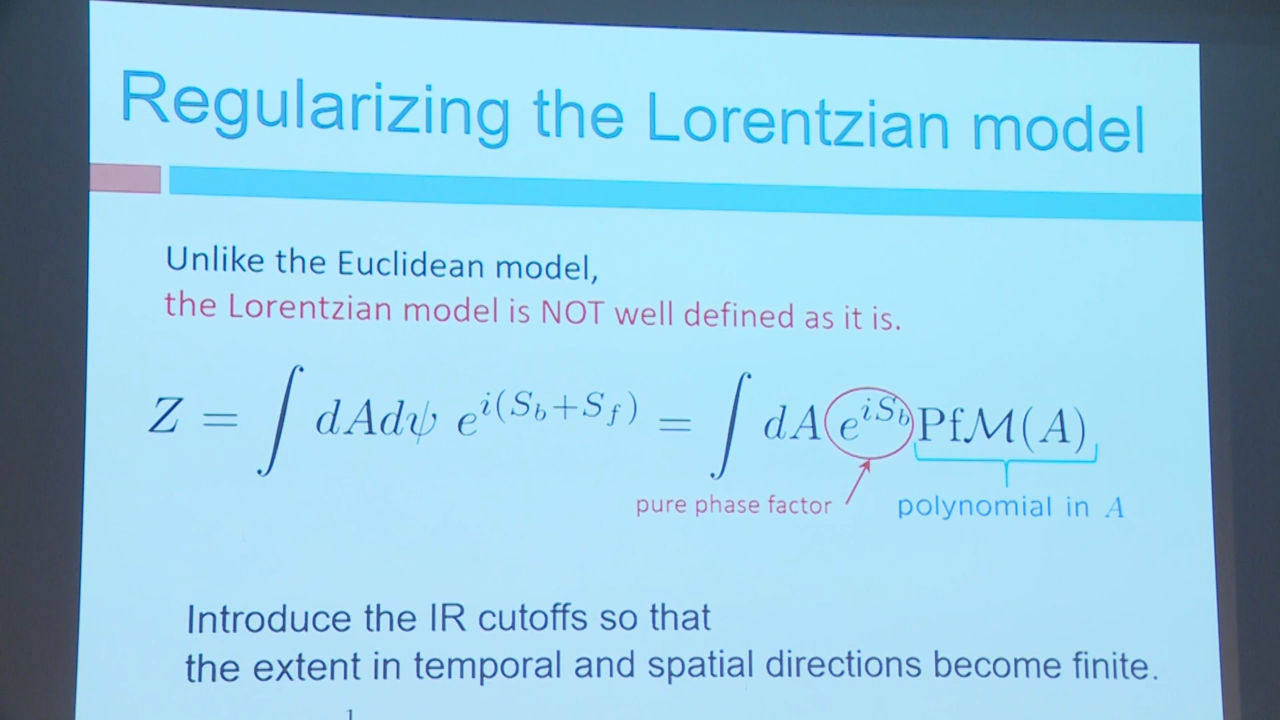 Regularizing the Lorentzian model
Unlike the Euclidean model,
the Lorentzian model is NOT well defined as it is.
Z = ∫ dAdψ e^{i(S_b+S_f)} = ∫ dA e^{iS_b} PfM(A)
pure phase factor
polynomial in A
Introduce the IR cutoffs so that
the extent in temporal and spatial directions become finite.